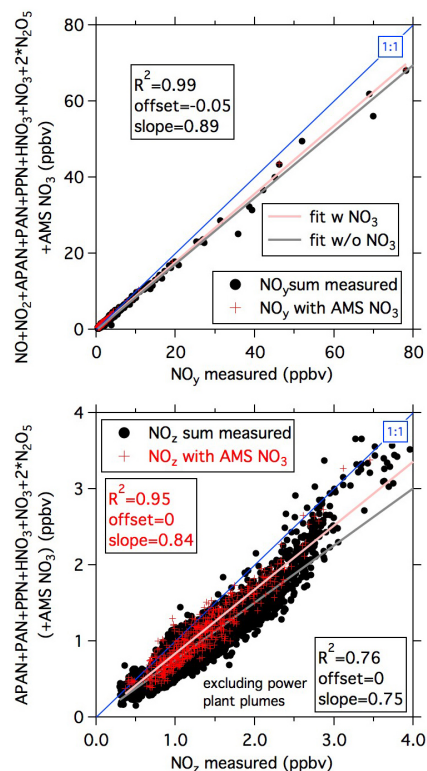 NO+NO2+APAN+PAN+PPN+HNO3+NO3+2*N2O5
+AMS NO3 (ppbv)
80
60
40
20
0
1:1
R2=0.99
offset=-0.05
slope=0.89
fit w NO3
fit w/o NO3
NOysum measured
NOy with AMS NO3
0 20 40 60 80
NOy measured (ppbv)
APAN+PAN+PPN+HNO3+NO3+2*N2O5
(+AMS NO3) (ppbv)
4
3
2
1
0
NOz sum measured
NOz with AMS NO3
1:1
R2=0.95
offset=0
slope=0.84
excluding power
plant plumes
R2=0.76
offset=0
slope=0.75
0.0 1.0 2.0 3.0 4.0
NOz measured (ppbv)